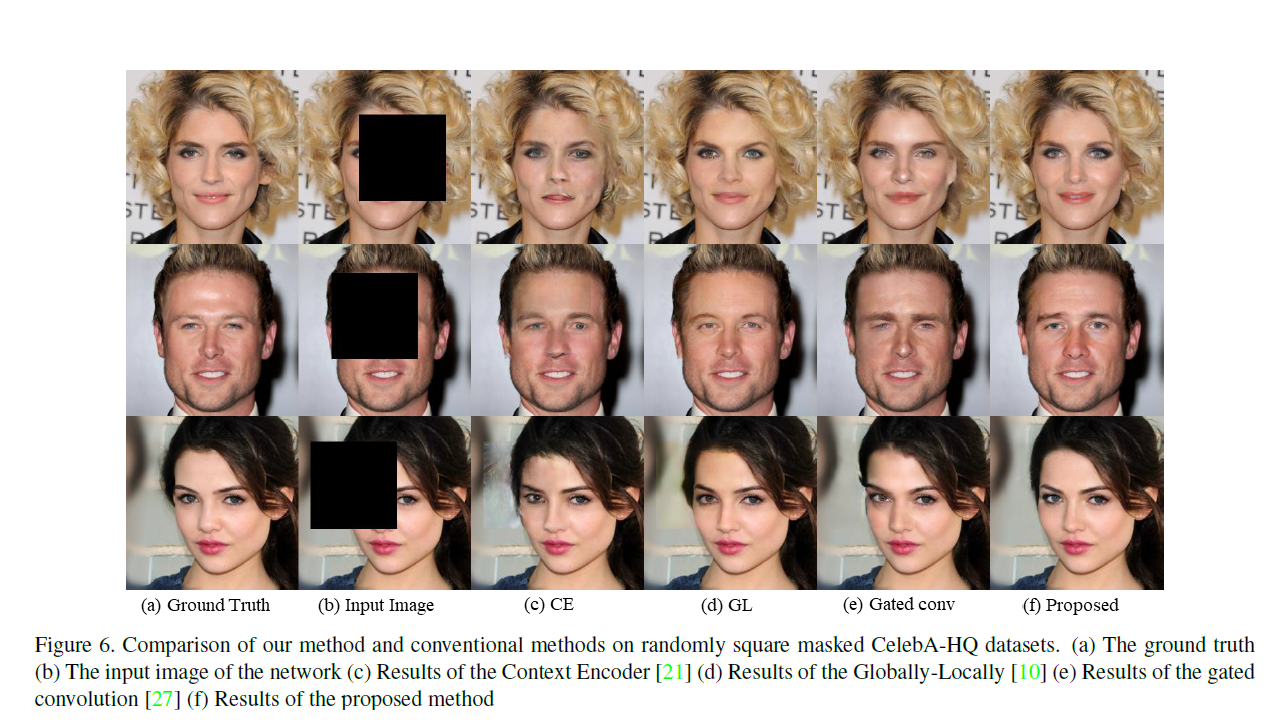 (a) Ground Truth (b) Input Image (c) CE (d) GL (e) Gated conv (f) Proposed
Figure 6. Comparison of our method and conventional methods on randomly square masked CelebA-HQ datasets. (a) The ground truth
(b) The input image of the network (c) Results of the Context Encoder [21] (d) Results of the Globally-Locally [10] (e) Results of the gated
convolution [27] (f) Results of the proposed method